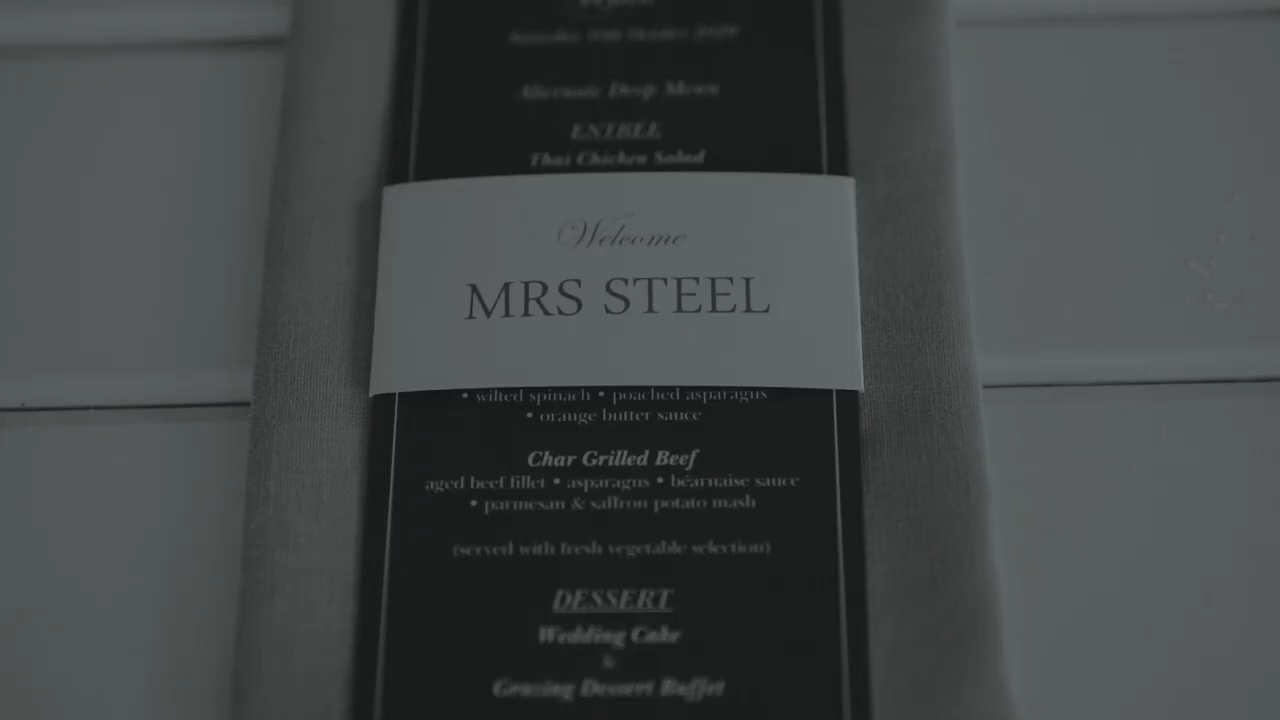 Alternate Drop Menu
ENTREE
Thai Chicken Salad
Welcome
MRS STEEL
• wilted spinach • poached asparagus
• orange butter sauce
Char Grilled Beef
aged beef fillet • asparagus • béarnaise sauce
• parmesan & saffron potato mash
(served with fresh vegetable selection)
DESSERT
Wedding Cake
&
Grazing Dessert Buffet